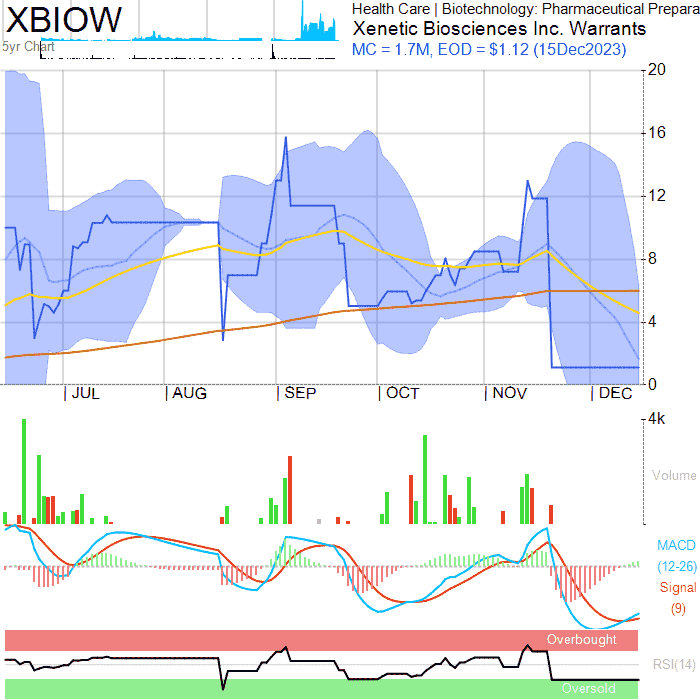 XBIOW
Health Care | Biotechnology: Pharmaceutical Prepara
Xenetic Biosciences Inc. Warrants
5yr Chart
MC = 1.7M, EOD = $1.12 (15Dec2023)
20
16
12
8
4
0
JUL
AUG
SEP
OCT
NOV
DEC
4k
Volume
MACD
(12-26)
Signal
(9)
Overbought
RSI(14)
Oversold